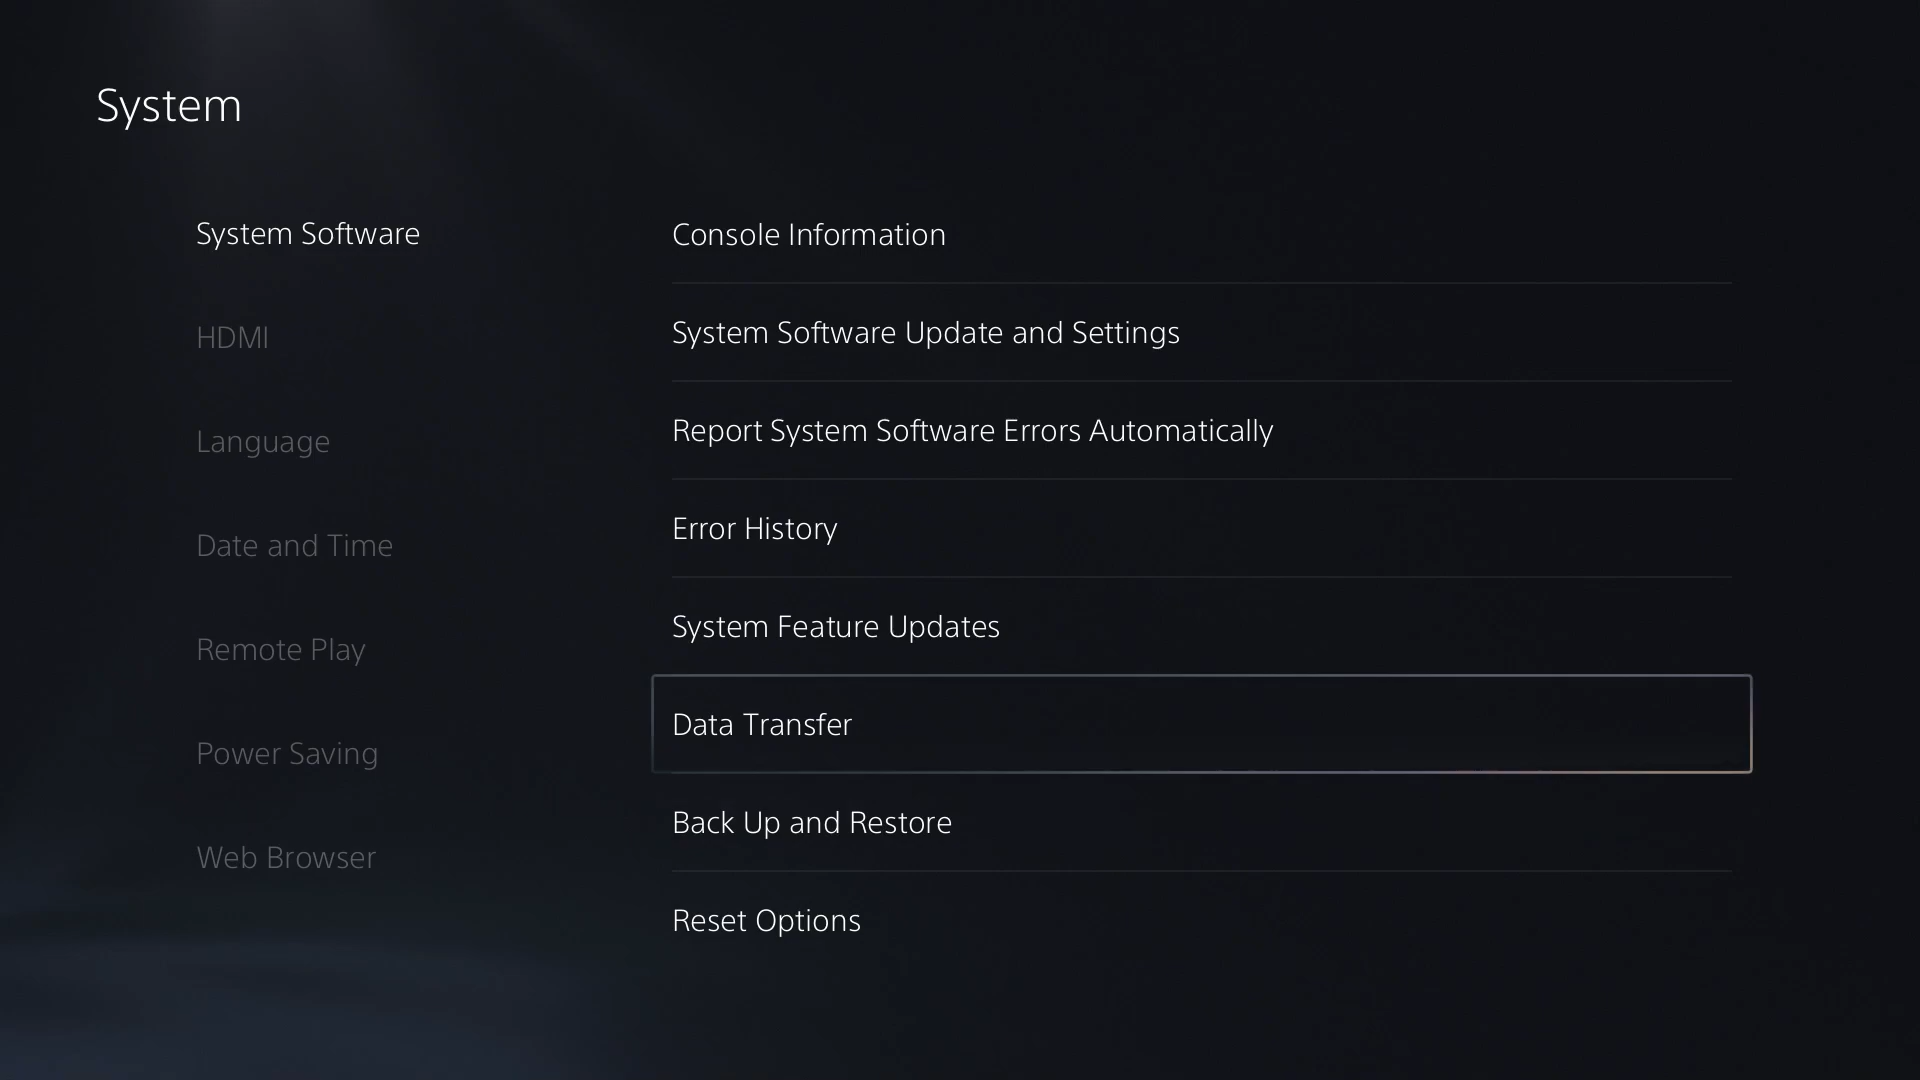 System
System Software
HDMI
Language
Date and Time
Remote Play
Power Saving
Web Browser
Console Information
System Software Update and Settings
Report System Software Errors Automatically
Error History
System Feature Updates
Data Transfer
Back Up and Restore
Reset Options